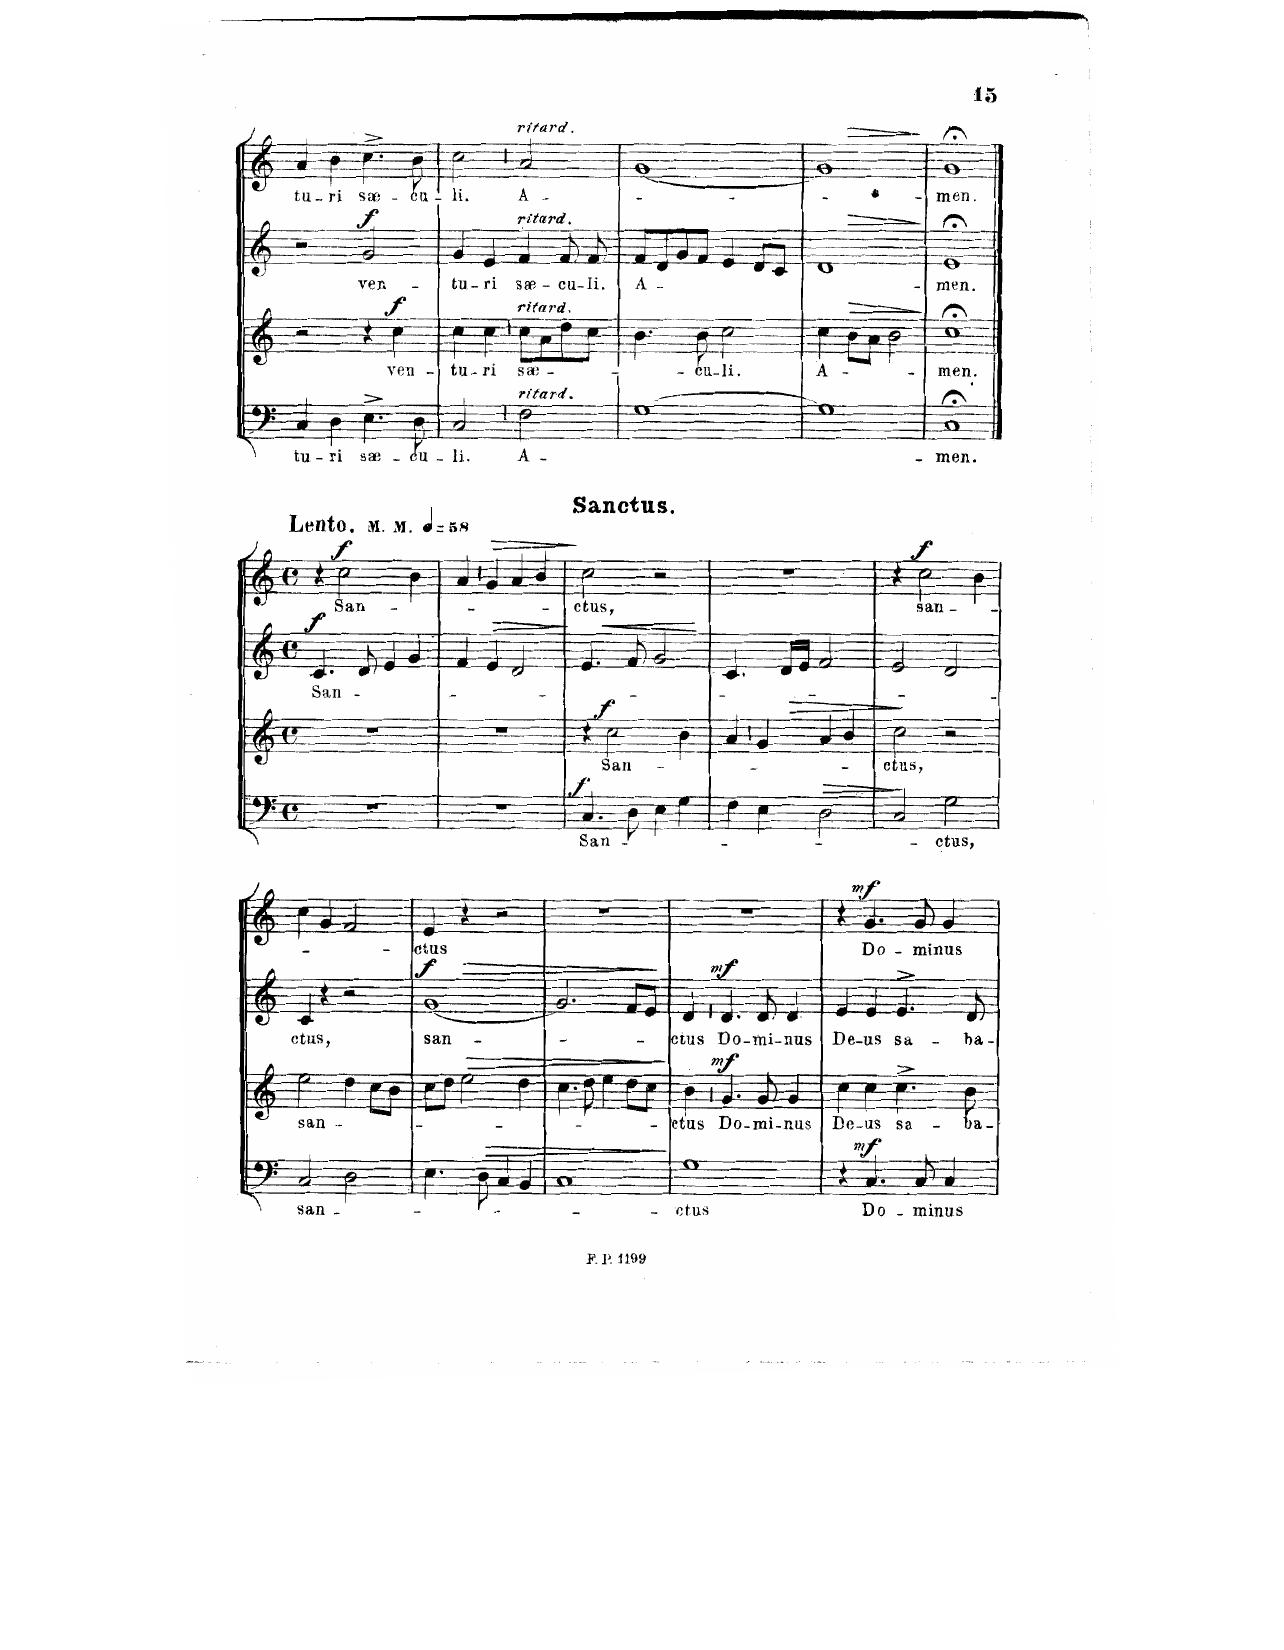 15
ritard.
tu - ri sæ - cu - li. A - - - - - men.
f ritard.
ven - tu - ri sæ - cu - li. A - - men.
f ritard.
ven - tu - ri sæ - - - cu - li. A - - men.
ritard.
tu - ri sæ - cu - li. A - - men.
Sanctus.
Lento. M. M. = 58
f f
San - - - ctus, san - -
f
San - - - - - - - - -
f
San - - - - ctus,
f
San - - - - ctus,
mf
- - ctus Do - minus
f mf
ctus, san - - - - ctus Do - mi - nus De - us sa - ba -
mf
san - - - - - ctus Do - mi - nus De - us sa - ba -
mf
san - - - - - ctus Do - minus
F. P. 1199